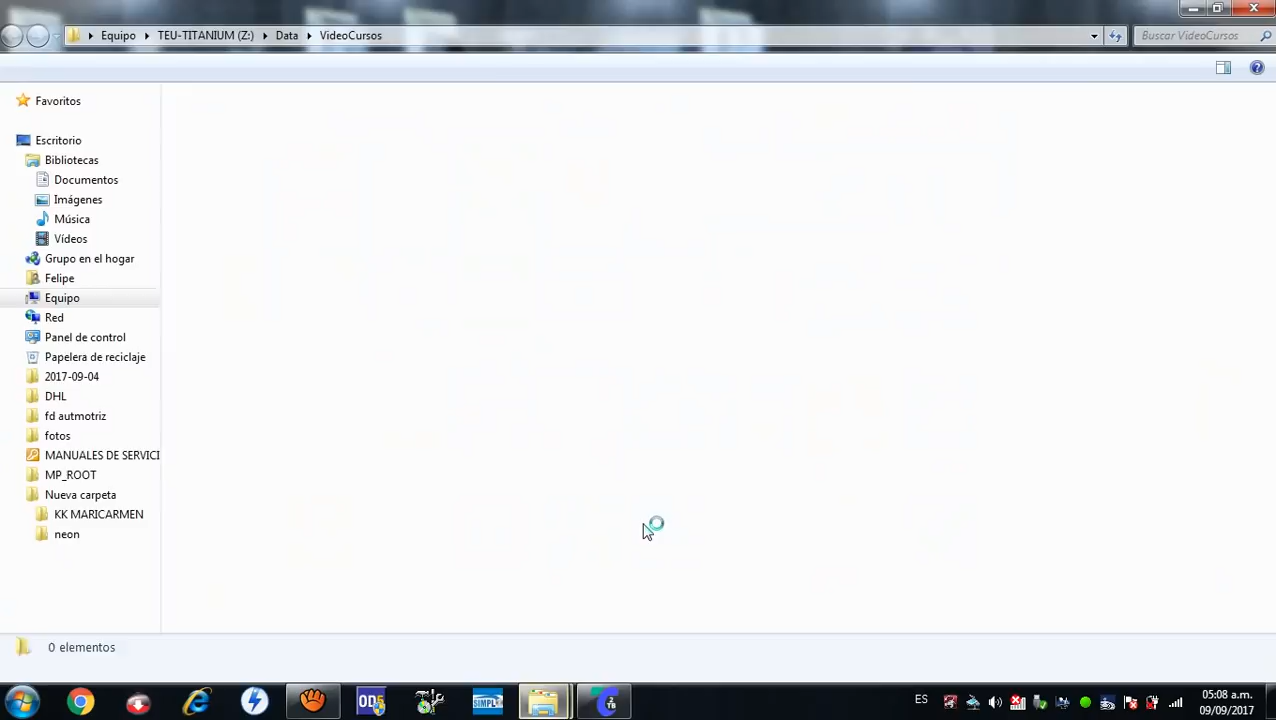 Equipo
TEU-TITANIUM (Z:)
Data
VideoCursos
Buscar VideoCursos
Favoritos
Escritorio
Bibliotecas
Documentos
Imágenes
Música
Vídeos
Grupo en el hogar
Felipe
Equipo
Red
Panel de control
Papelera de reciclaje
2017-09-04
DHL
fd autmotriz
fotos
MANUALES DE SERVICI
MP_ROOT
Nueva carpeta
KK MARICARMEN
neon
0 elementos
OD5
SIMPLO
ES
05:08 a.m.
09/09/2017